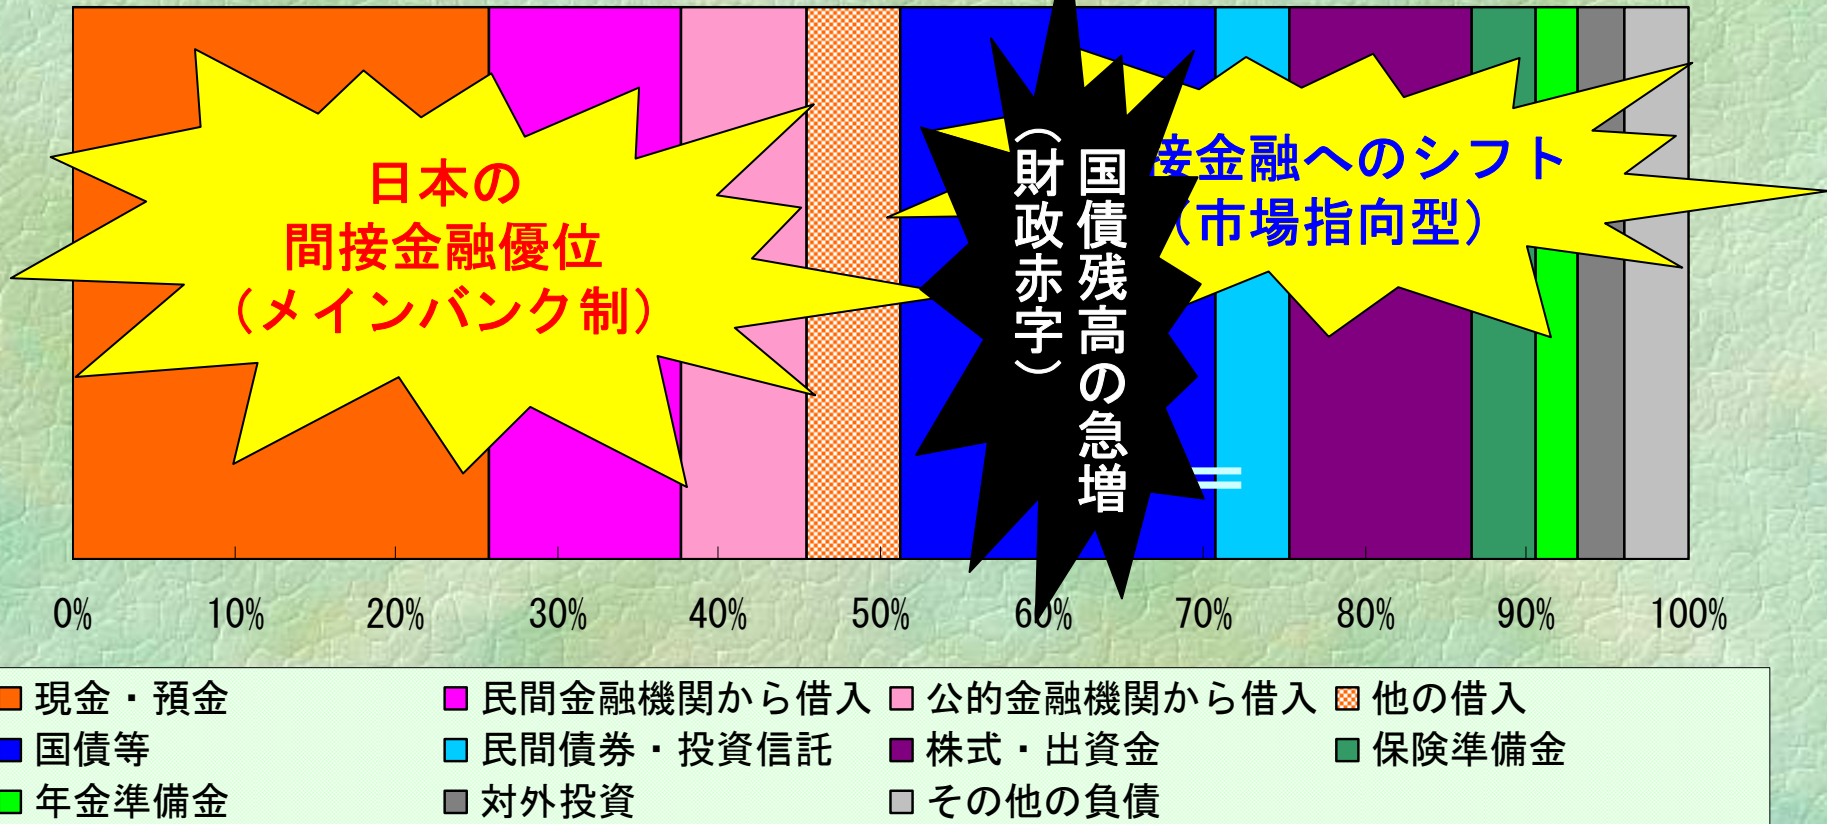 日本の
間接金融優位
（メインバンク制）
国債残高の急増
（財政赤字）
接金融へのシフト
（市場指向型）
=
0% 10% 20% 30% 40% 50% 60% 70% 80% 90% 100%
現金・預金 民間金融機関から借入 公的金融機関から借入 他の借入
国債等 民間債券・投資信託 株式・出資金 保険準備金
年金準備金 対外投資 その他の負債